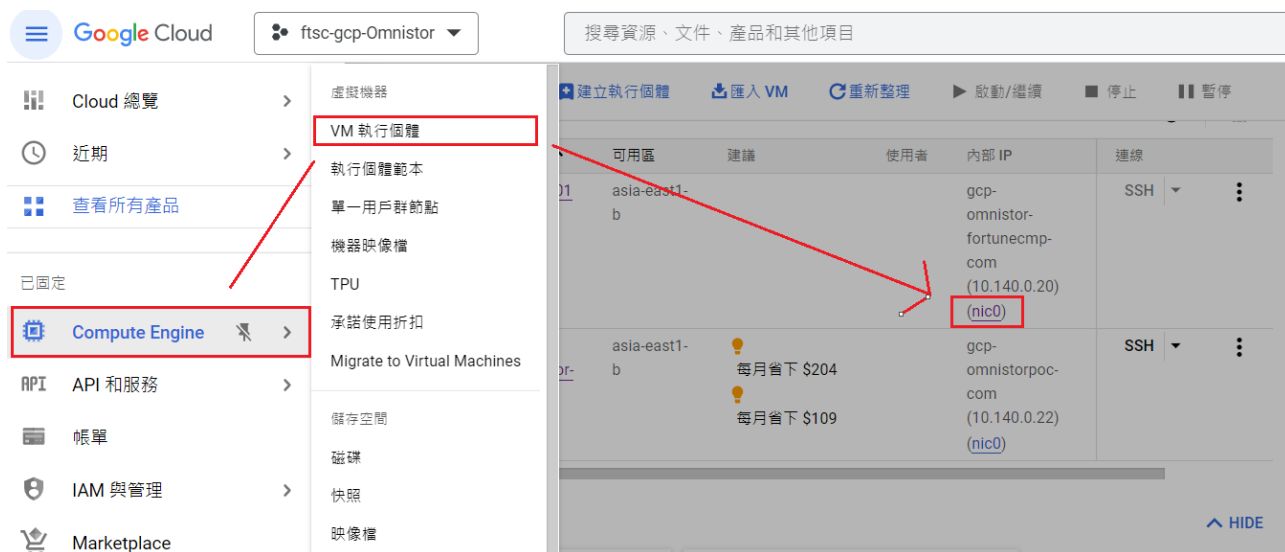 Google Cloud
ftsc-gcp-Omnistor
搜尋資源、文件、產品和其他項目
Cloud 總覽
近期
查看所有產品
已固定
Compute Engine
API API 和服務
帳單
IAM 與管理
Marketplace
虛擬機器
VM 執行個體
執行個體範本
單一用戶群節點
機器映像檔
TPU
承諾使用折扣
Migrate to Virtual Machines
儲存空間
磁碟
快照
映像檔
建立執行個體
匯入 VM
重新整理
啟動/繼續
停止
暫停
可用區
建議
使用者
內部 IP
連線
01
asia-east1-
b
gcp-
omnistor-
fortunecmp-
com
(10.140.0.20)
(nic0)
SSH
or-
asia-east1-
b
每月省下 $204
每月省下 $109
gcp-
omnistorpoc-
com
(10.140.0.22)
(nic0)
SSH
HIDE